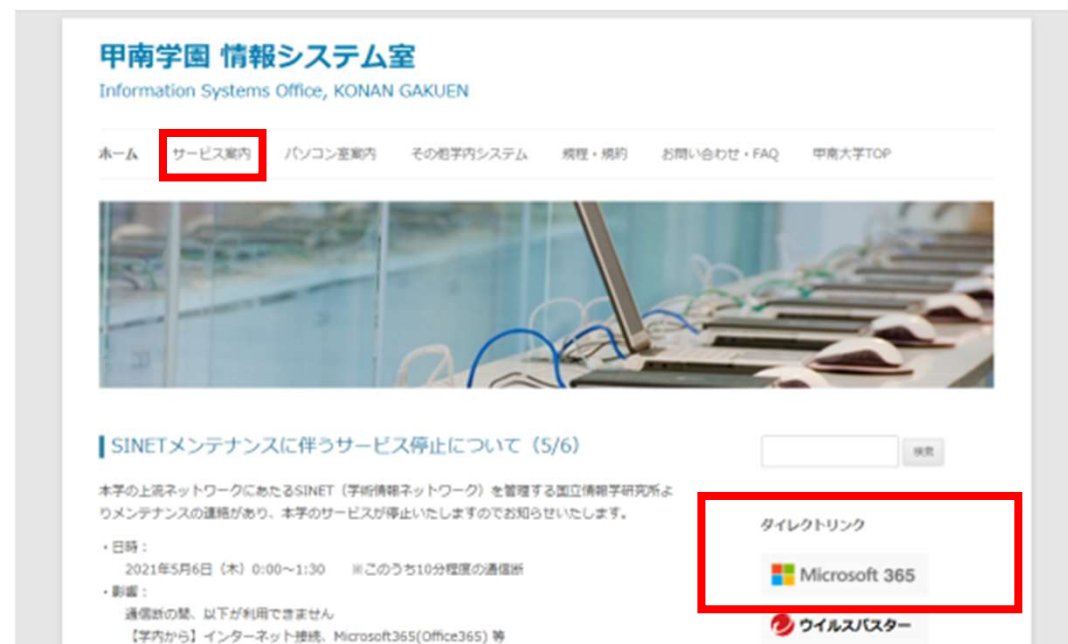 甲南学園 情報システム室
Information Systems Office, KONAN GAKUEN
ホーム サービス案内 パソコン室案内 その他学内システム 規程・規約 お問い合わせ・FAQ 甲南大学TOP
SINETメンテナンスに伴うサービス停止について（5/6）
検索
本学の上流ネットワークにあたるSINET（学術情報ネットワーク）を管理する国立情報学研究所よ
りメンテナンスの連絡があり、本学のサービスが停止いたしますのでお知らせいたします。
・日時：
2021年5月6日（木）0:00～1:30 ※このうち10分程度の通信断
・影響：
通信断の間、以下が利用できません
【学内から】インターネット接続、Microsoft365(Office365) 等
ダイレクトリンク
Microsoft 365
ウイルスバスター